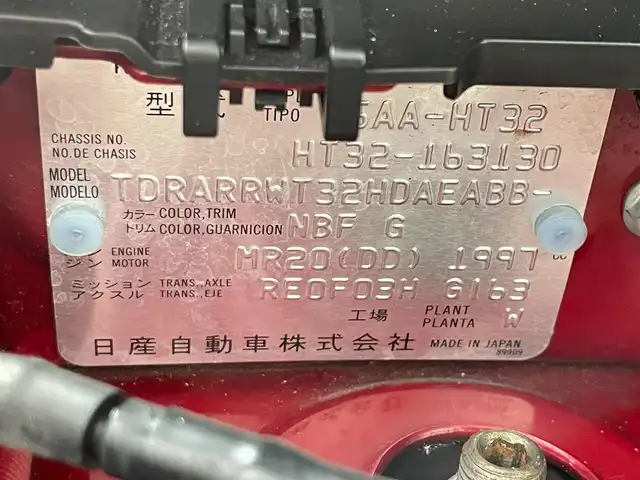 型式 TIPO 5AA-HT32
CHASSIS NO.
NO.DE CHASIS HT32-163130
MODEL
MODELO TDRARRWT32HDAEABB-
カラー COLOR,TRIM
トリム COLOR,GUARNICION NBF G
ENGINE
ジン MOTOR MR20(DD) 1997 cc
ミッション TRANS.,AXLE
アクスル TRANS.,EJE RE0F03H G163
工場 PLANT
PLANTA W
日産自動車株式会社 MADE IN JAPAN
89909